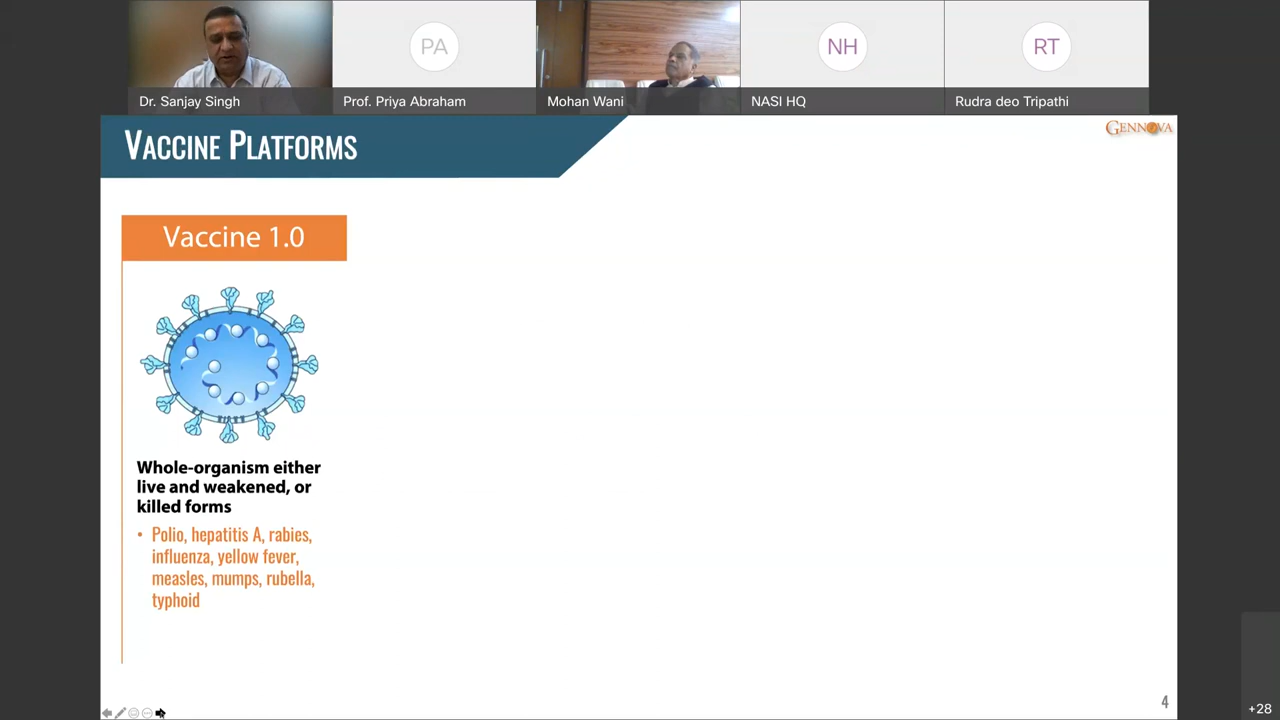 PA
NH
RT
Dr. Sanjay Singh
Prof. Priya Abraham
Mohan Wani
NASI HQ
Rudra deo Tripathi
VACCINE PLATFORMS
GENNOVA
Vaccine 1.0
Whole-organism either
live and weakened, or
killed forms
• Polio, hepatitis A, rabies,
influenza, yellow fever,
measles, mumps, rubella,
typhoid
4
+28